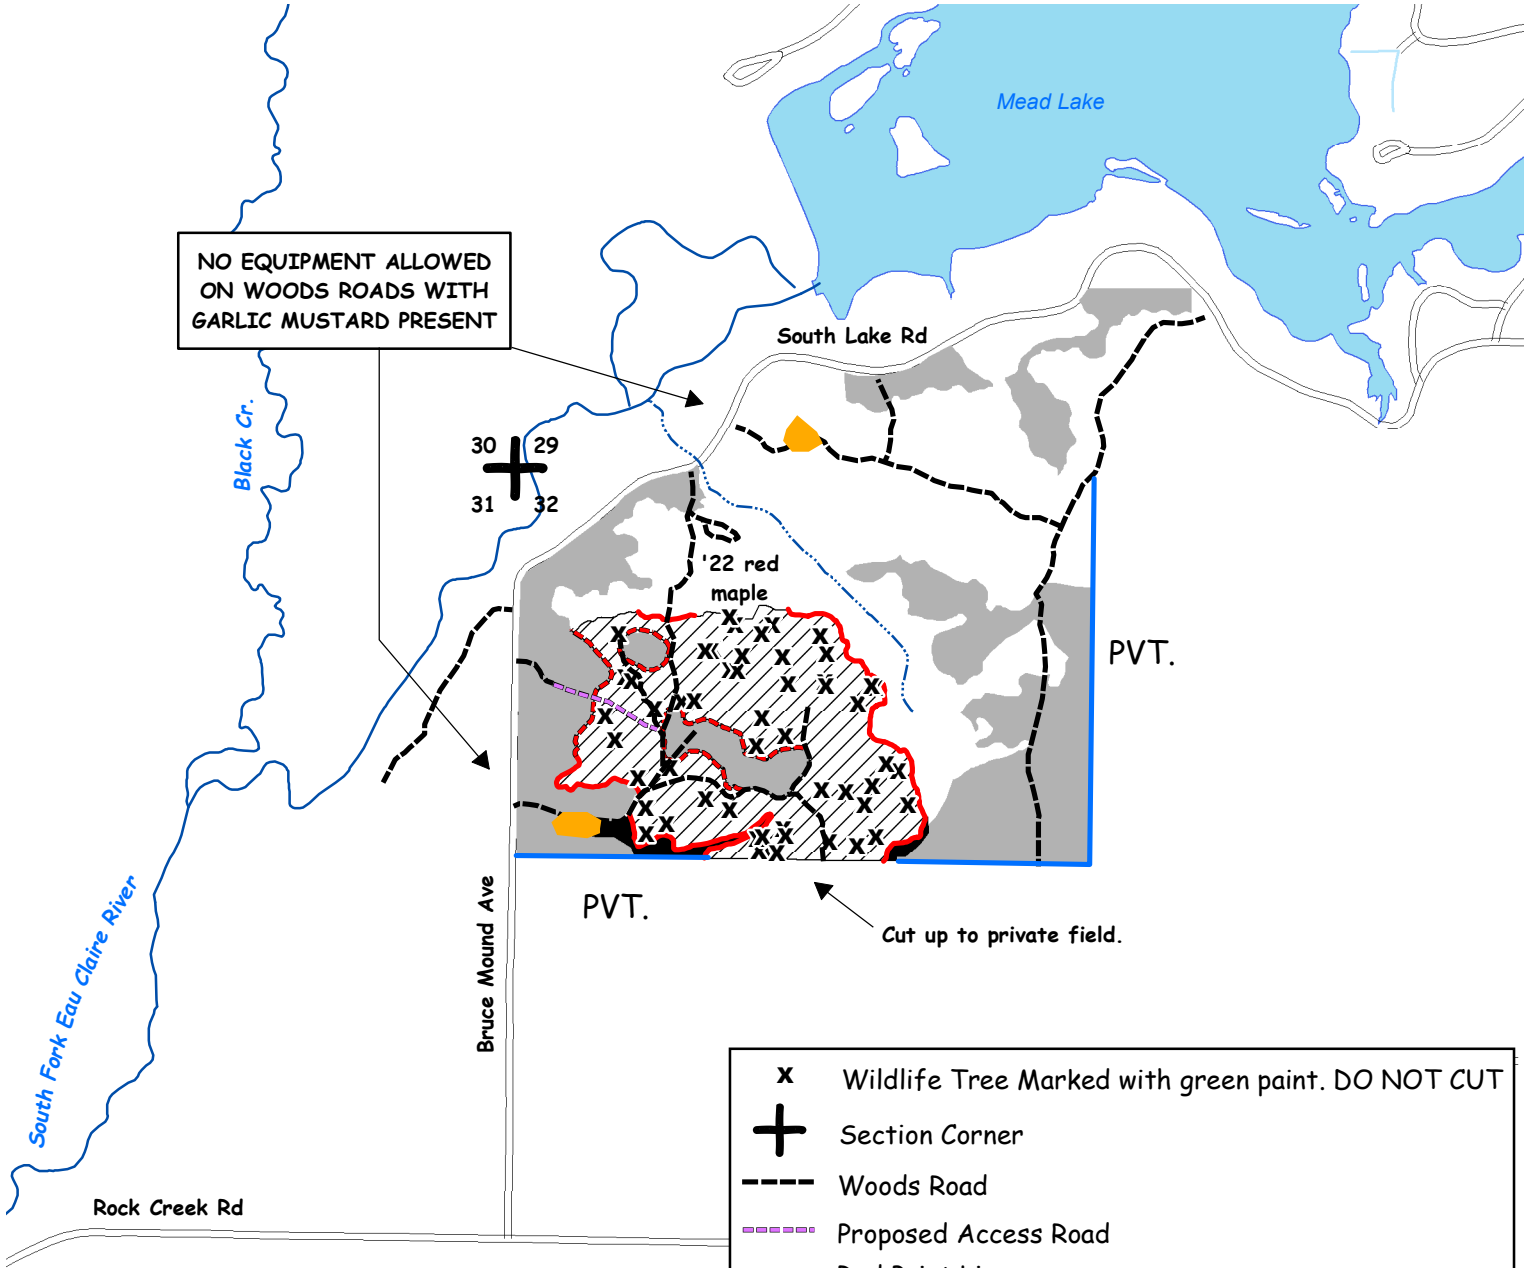 Mead Lake
NO EQUIPMENT ALLOWED
ON WOODS ROADS WITH
GARLIC MUSTARD PRESENT
South Lake Rd
Black Cr.
30 29
31 32
'22 red
maple
PVT.
PVT.
Cut up to private field.
Bruce Mound Ave
South Fork Eau Claire River
Rock Creek Rd
x Wildlife Tree Marked with green paint. DO NOT CUT
Section Corner
Woods Road
Proposed Access Road